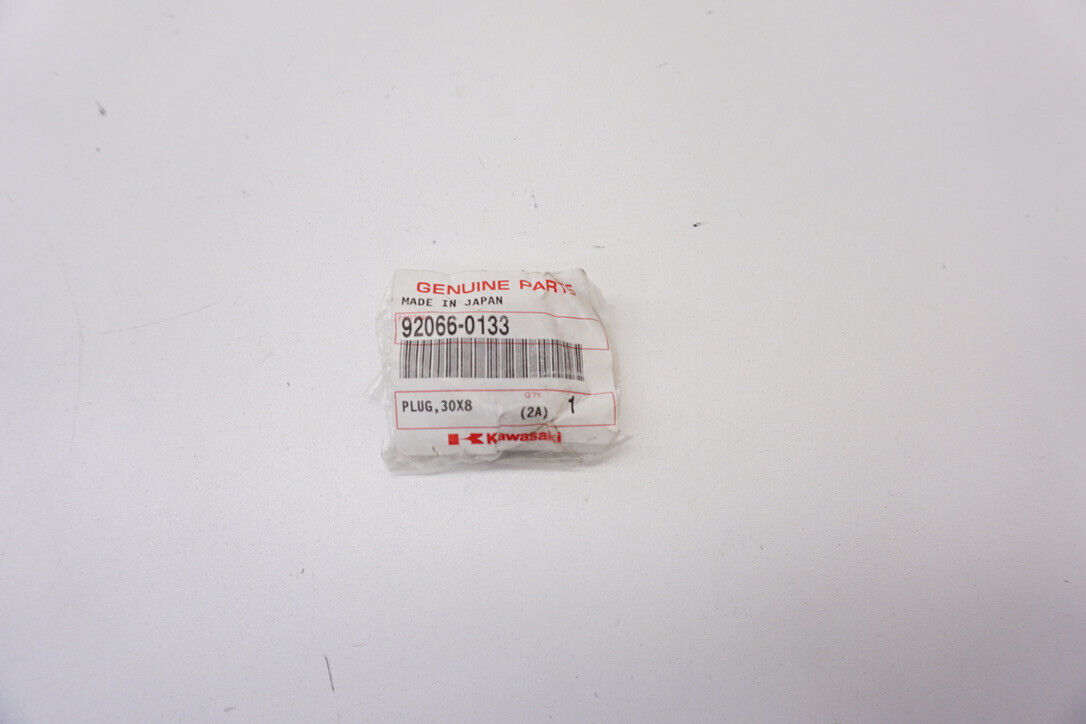 GENUINE PARTS
MADE IN JAPAN
92066-0133
PLUG,30X8
QTY
(2A) 1
Kawasaki